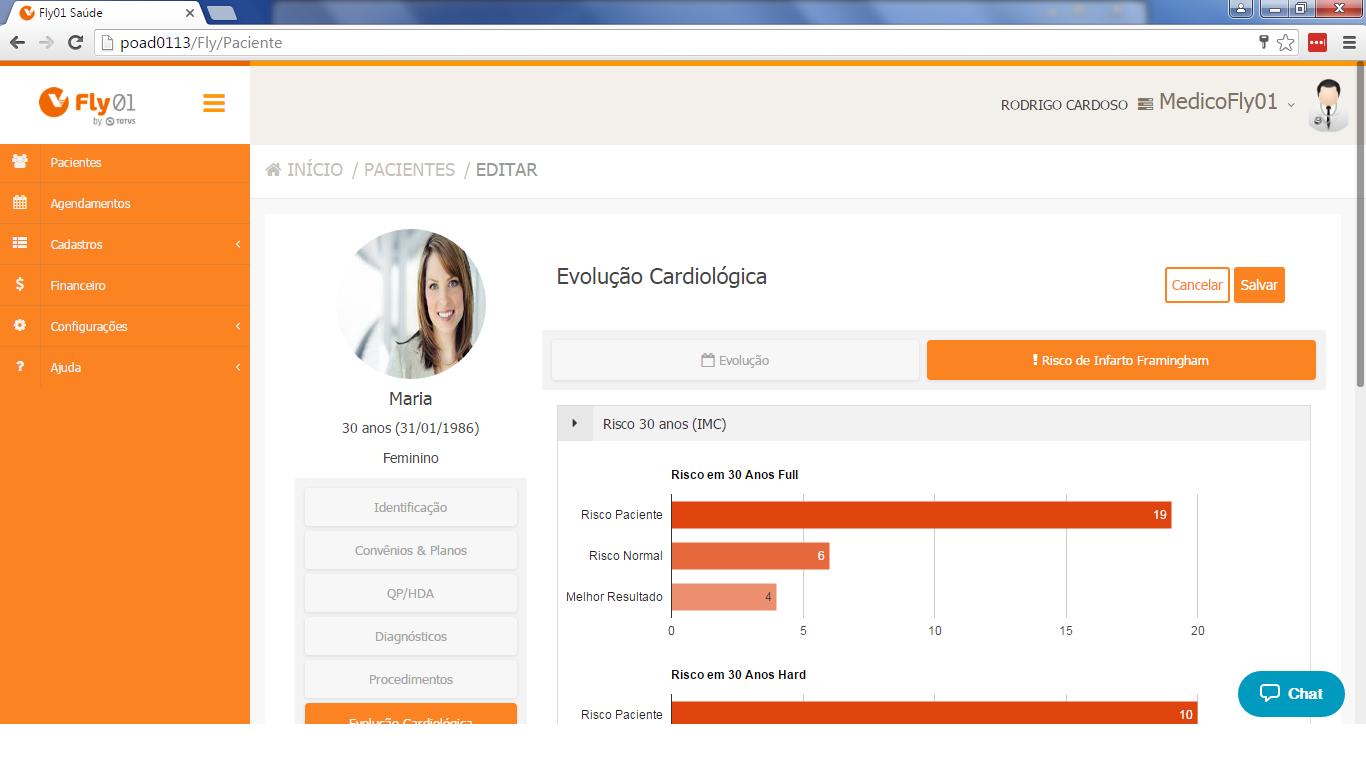 Fly01 Saúde
poad0113/Fly/Paciente
Fly01
by TOTVS
RODRIGO CARDOSO MedicoFly01
Pacientes
Agendamentos
Cadastros
Financeiro
Configurações
Ajuda
INÍCIO / PACIENTES / EDITAR
Maria
30 anos (31/01/1986)
Feminino
Identificação
Convênios & Planos
QP/HDA
Diagnósticos
Procedimentos
Evolução Cardiológica
Evolução Cardiológica
Cancelar Salvar
Evolução ! Risco de Infarto Framingham
Risco 30 anos (IMC)
Risco em 30 Anos Full
Risco Paciente 19
Risco Normal 6
Melhor Resultado 4
0 5 10 15 20
Risco em 30 Anos Hard
Risco Paciente 10
Chat